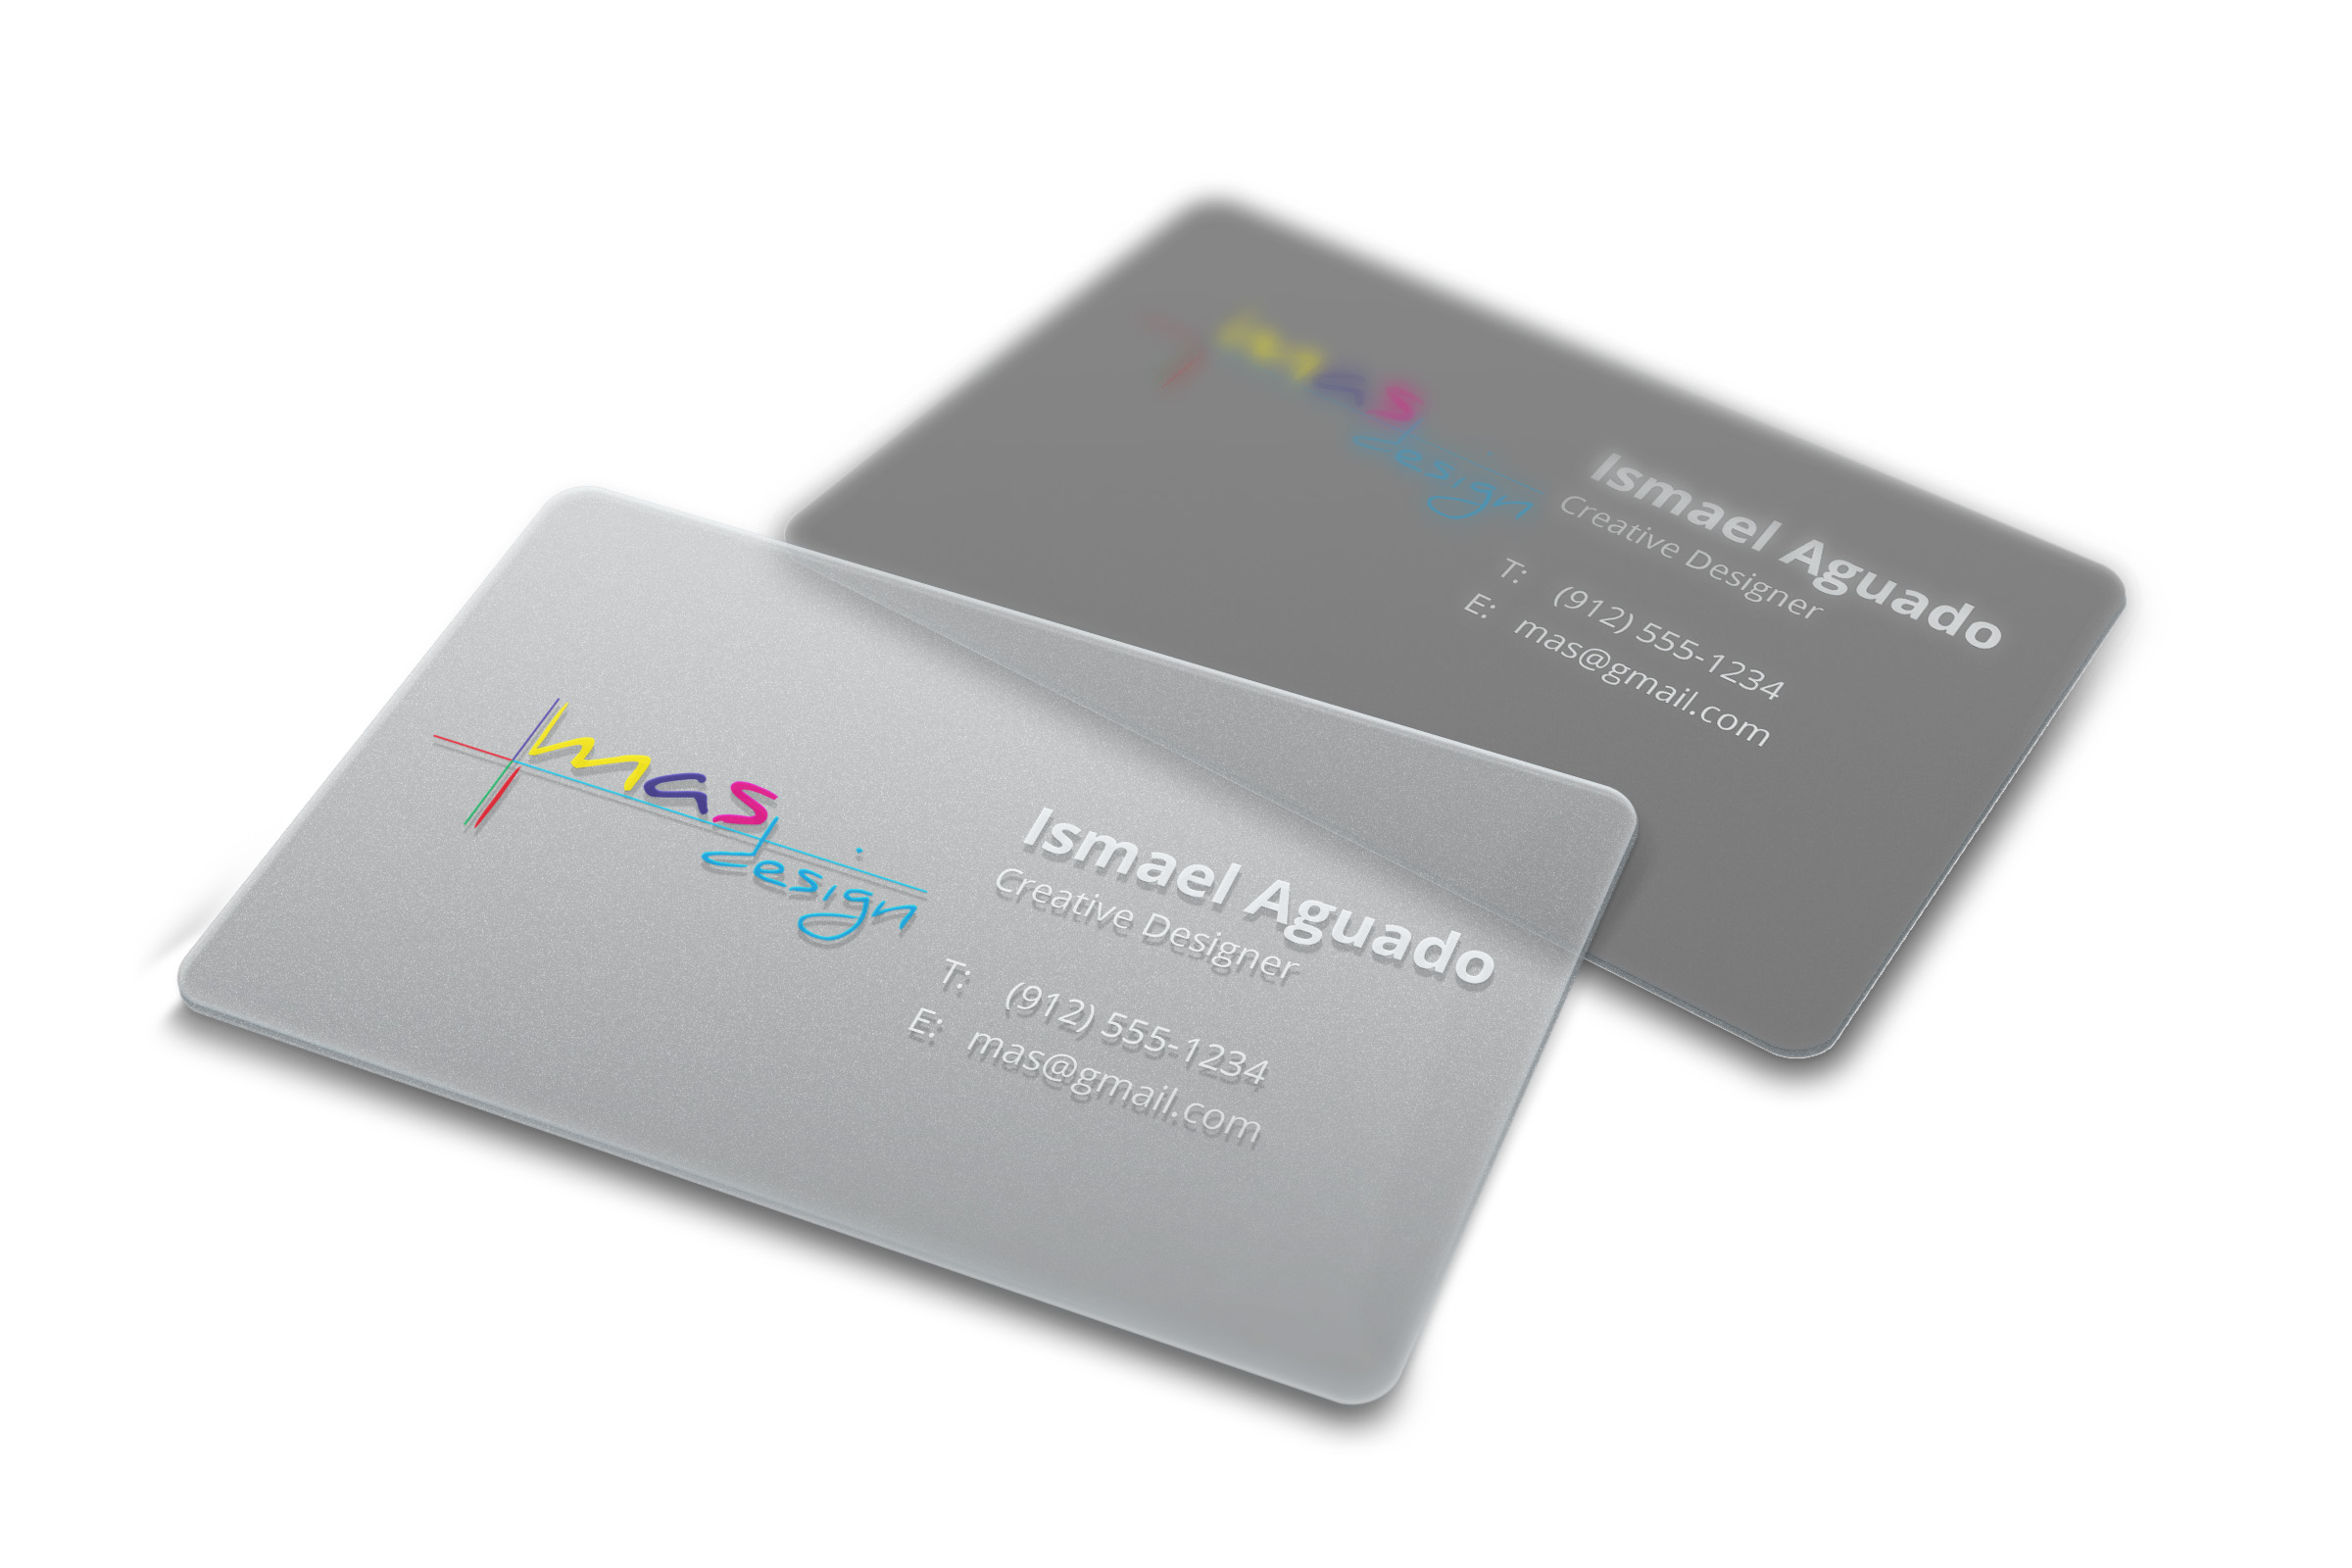 mas
design
Ismael Aguado
Creative Designer
T: (912) 555-1234
E: mas@gmail.com
mas
design
Ismael Aguado
Creative Designer
T: (912) 555-1234
E: mas@gmail.com